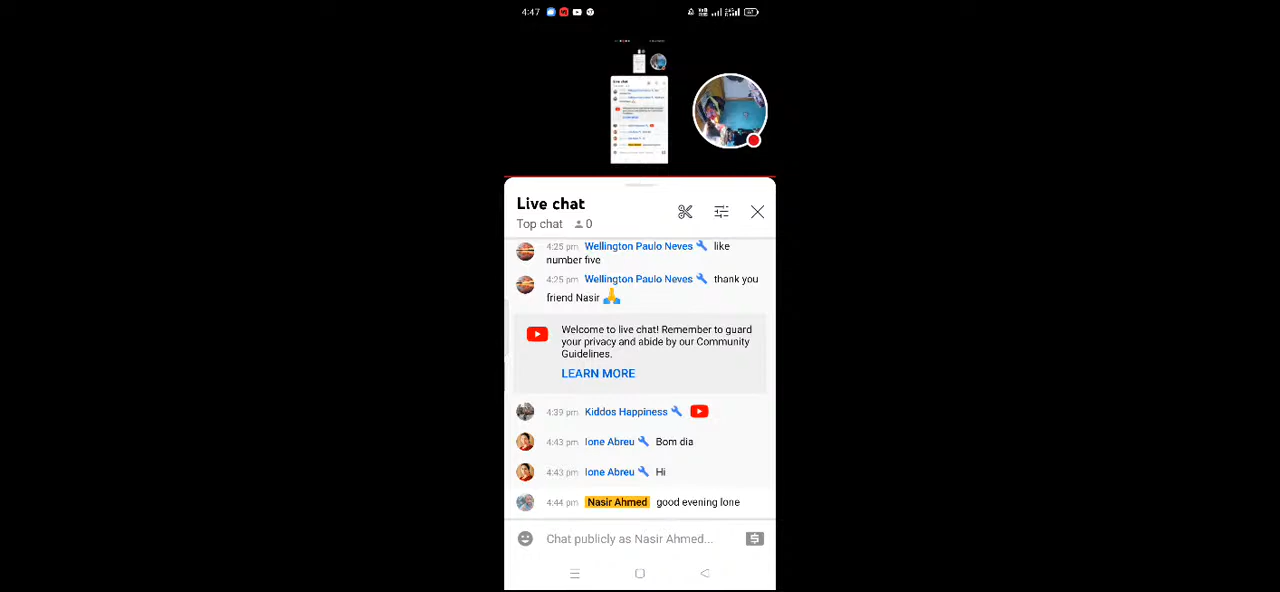 4:47
Live chat
Top chat 0
4:25 pm Wellington Paulo Neves like
number five
4:25 pm Wellington Paulo Neves thank you
friend Nasir 🙏
Welcome to live chat! Remember to guard
your privacy and abide by our Community
Guidelines.
LEARN MORE
4:39 pm Kiddos Happiness
4:43 pm Ione Abreu Bom dia
4:43 pm Ione Abreu Hi
4:44 pm Nasir Ahmed good evening Ione
Chat publicly as Nasir Ahmed...